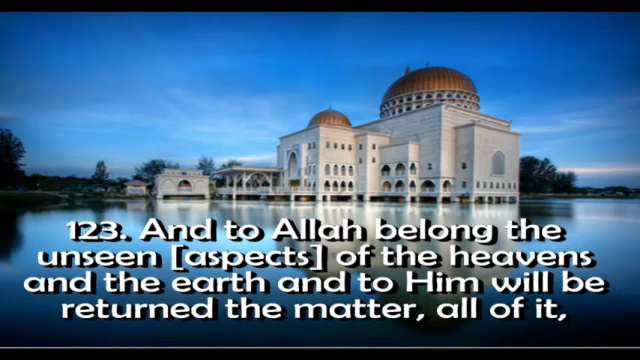 123. And to Allah belong the
unseen [aspects] of the heavens
and the earth and to Him will be
returned the matter, all of it,